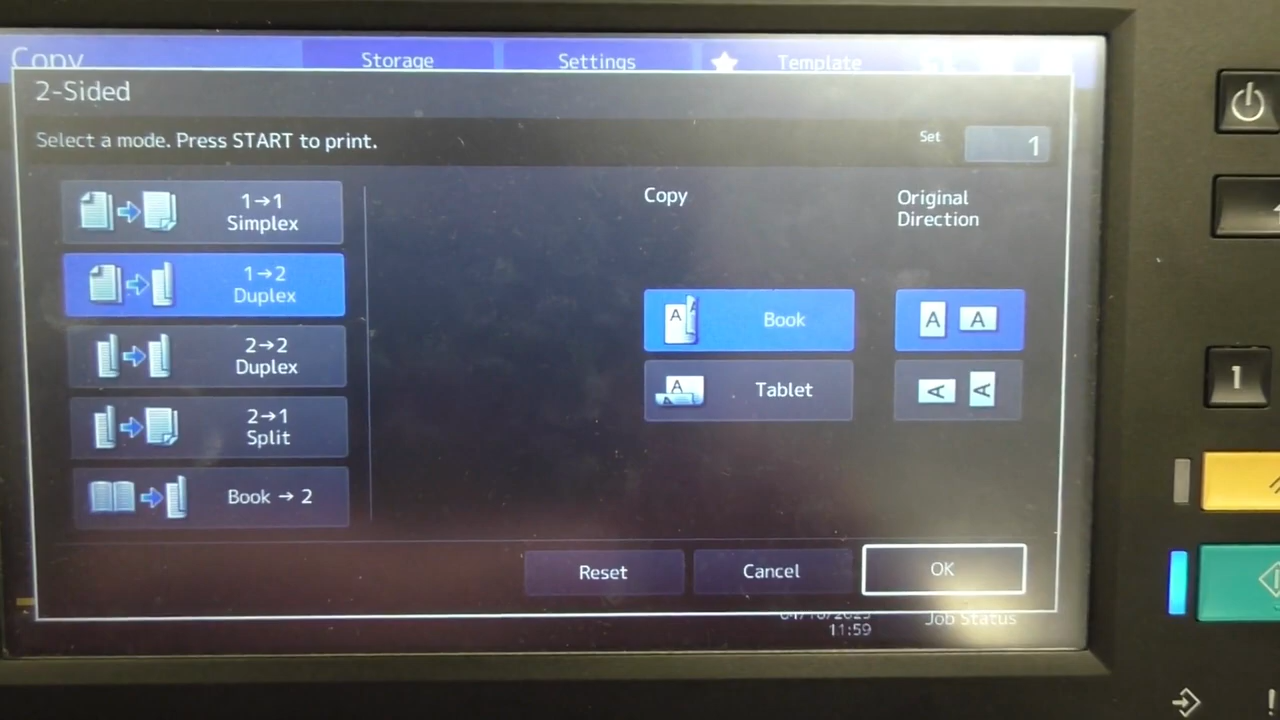 Copy
Storage
Settings
Template
2-Sided
Select a mode. Press START to print.
Set
1
1→1
Simplex
1→2
Duplex
2→2
Duplex
2→1
Split
Book → 2
Copy
Book
Tablet
Original
Direction
A A
A A
Reset
Cancel
OK
11:59
Job Status
1